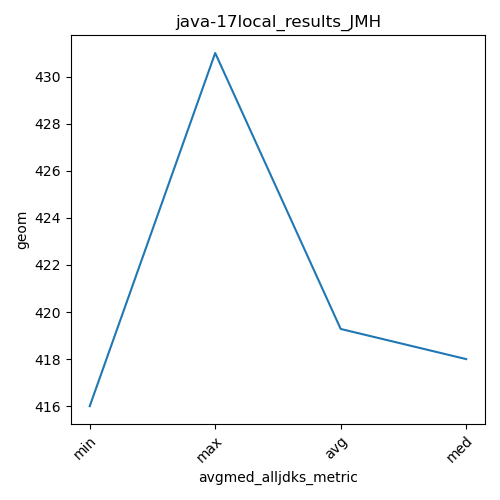 java-17local_results_JMH
geom
430
428
426
424
422
420
418
416
min
max
avg
med
avgmed_alljdks_metric